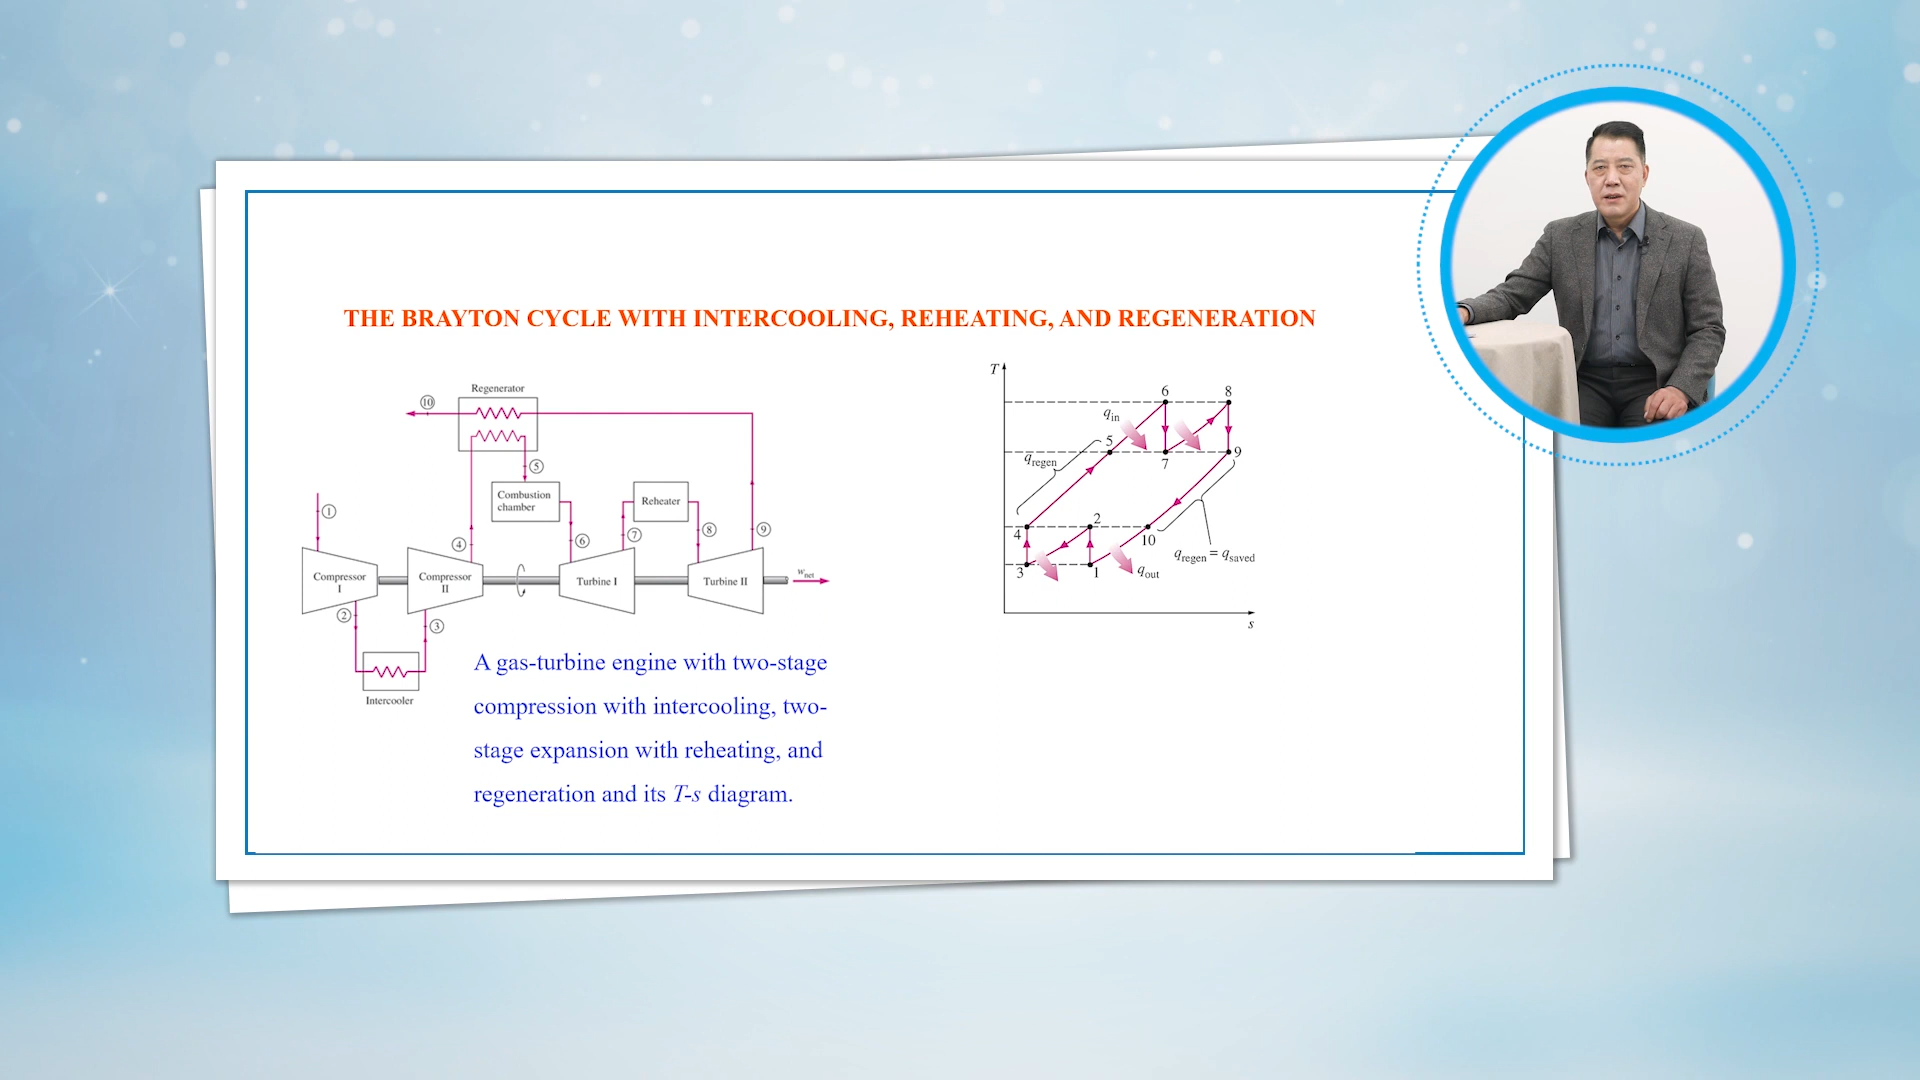 THE BRAYTON CYCLE WITH INTERCOOLING, REHEATING, AND REGENERATION
Regenerator
10
5
Combustion
chamber
Reheater
1
4
6
7
8
9
Compressor
I
Compressor
II
Turbine I
Turbine II
wnet
2
3
Intercooler
A gas-turbine engine with two-stage
compression with intercooling, two-
stage expansion with reheating, and
regeneration and its T-s diagram.
T
6
8
qin
5
qregen
7
9
2
4
10
qregen = qsaved
3
1
qout
s